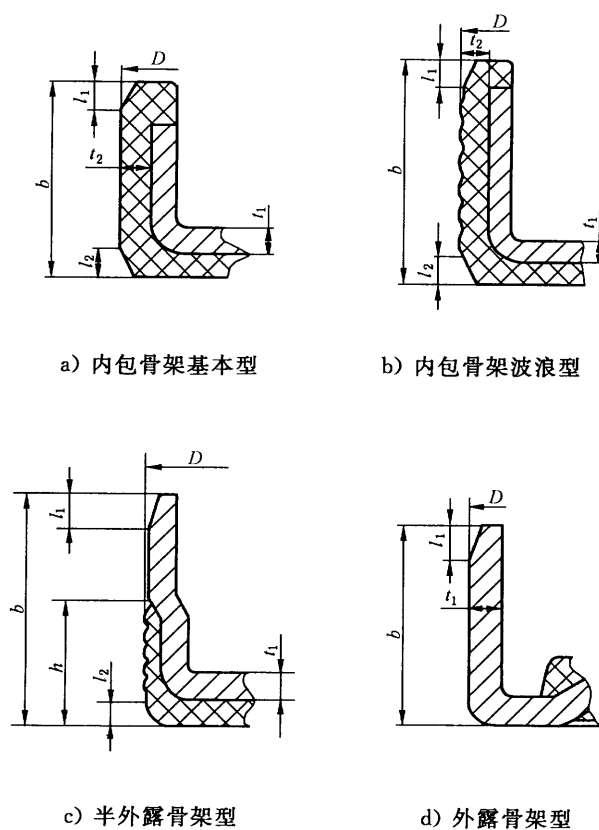 D
l₁
t₂
b
t₁
l₂
a) 内包骨架基本型
t₂
D
l₁
b
t₁
l₂
b) 内包骨架波浪型
D
l₁
b
h
l₂
t₁
c) 半外露骨架型
D
l₁
t₁
b
d) 外露骨架型